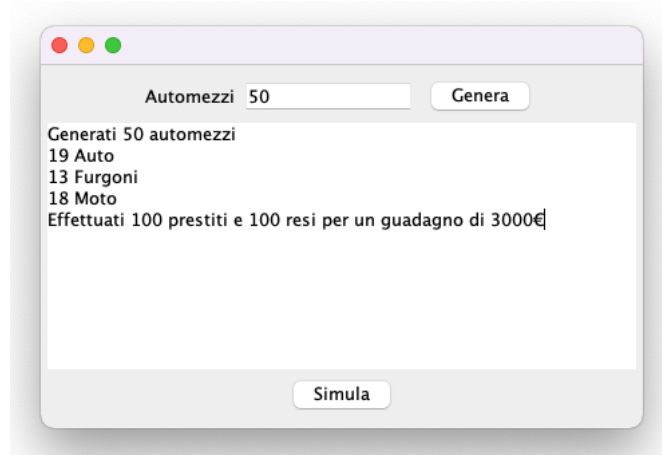 Automezzi 50 Genera
Generati 50 automezzi
19 Auto
13 Furgoni
18 Moto
Effettuati 100 prestiti e 100 resi per un guadagno di 3000€
Simula